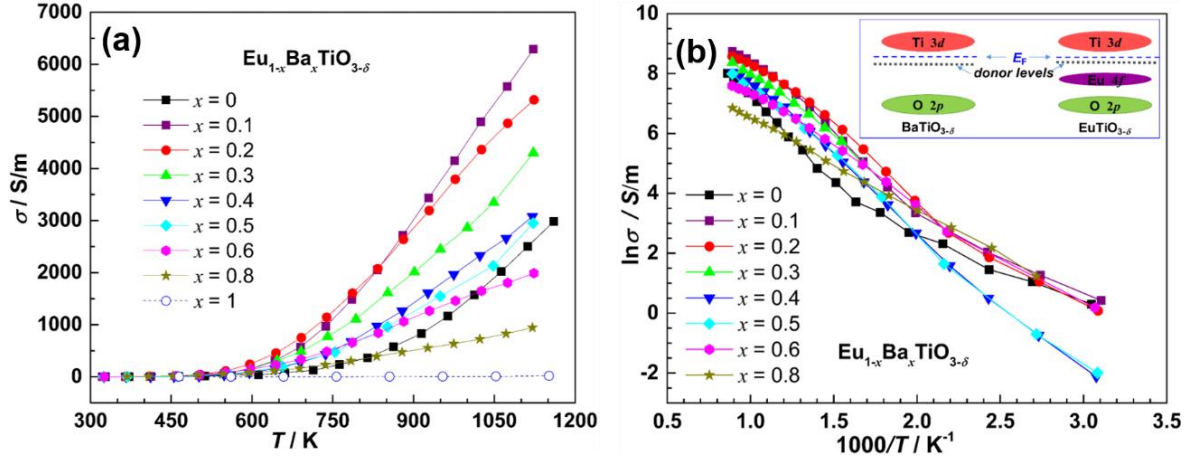 (a)
Eu1-xBaxTiO3-δ
x = 0
x = 0.1
x = 0.2
x = 0.3
x = 0.4
x = 0.5
x = 0.6
x = 0.8
x = 1
σ / S/m
7000
6000
5000
4000
3000
2000
1000
0
300 450 600 750 900 1050 1200
T / K
(b)
Ti 3d
Ti 3d
EF
donor levels
Eu 4f
O 2p
O 2p
BaTiO3-δ
EuTiO3-δ
x = 0
x = 0.1
x = 0.2
x = 0.3
x = 0.4
x = 0.5
x = 0.6
x = 0.8
Eu1-xBaxTiO3-δ
lnσ / S/m
10
8
6
4
2
0
-2
0.5 1.0 1.5 2.0 2.5 3.0 3.5
1000/T / K-1